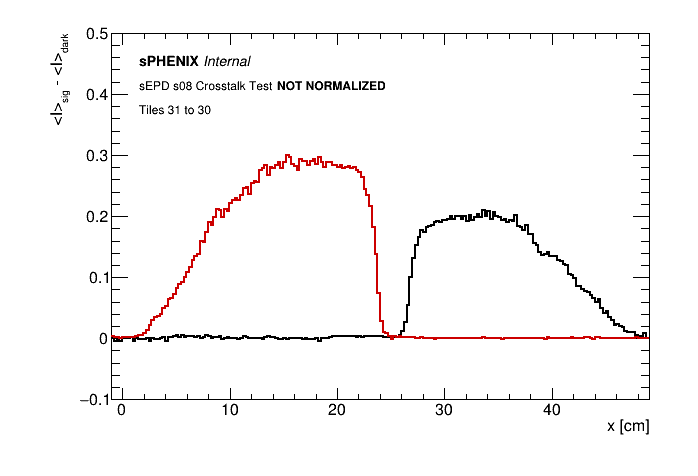 <I>sig - <I>dark
0.5
0.4
0.3
0.2
0.1
0
−0.1
sPHENIX Internal
sEPD s08 Crosstalk Test NOT NORMALIZED
Tiles 31 to 30
0 10 20 30 40
x [cm]